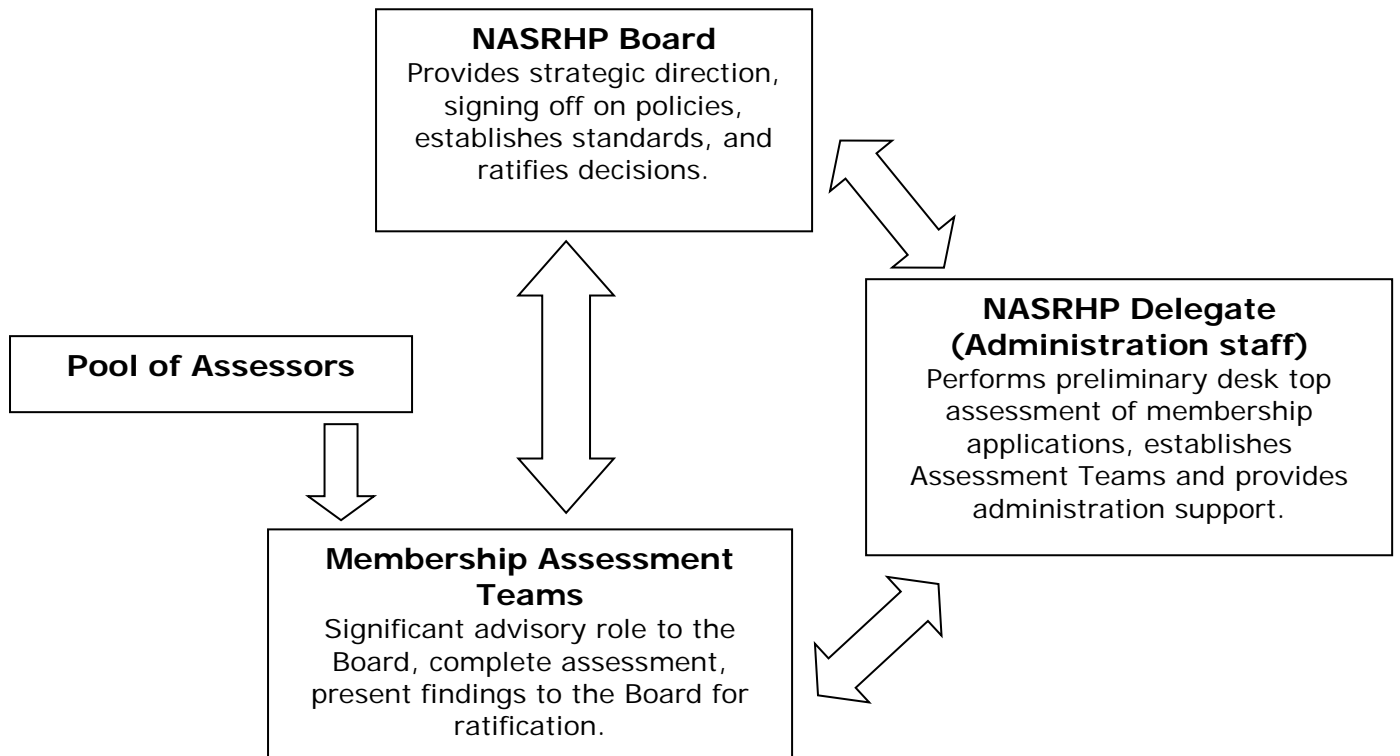 NASRHP Board
Provides strategic direction,
signing off on policies,
establishes standards, and
ratifies decisions.
NASRHP Delegate
(Administration staff)
Performs preliminary desk top
assessment of membership
applications, establishes
Assessment Teams and provides
administration support.
Pool of Assessors
Membership Assessment
Teams
Significant advisory role to the
Board, complete assessment,
present findings to the Board for
ratification.